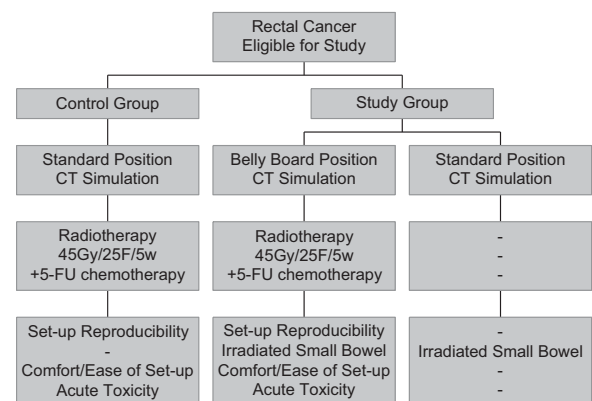 Rectal Cancer
Eligible for Study
Control Group
Study Group
Standard Position
CT Simulation
Belly Board Position
CT Simulation
Standard Position
CT Simulation
Radiotherapy
45Gy/25F/5w
+5-FU chemotherapy
Radiotherapy
45Gy/25F/5w
+5-FU chemotherapy
-
-
-
Set-up Reproducibility
-
Comfort/Ease of Set-up
Acute Toxicity
Set-up Reproducibility
Irradiated Small Bowel
Comfort/Ease of Set-up
Acute Toxicity
-
Irradiated Small Bowel
-
-